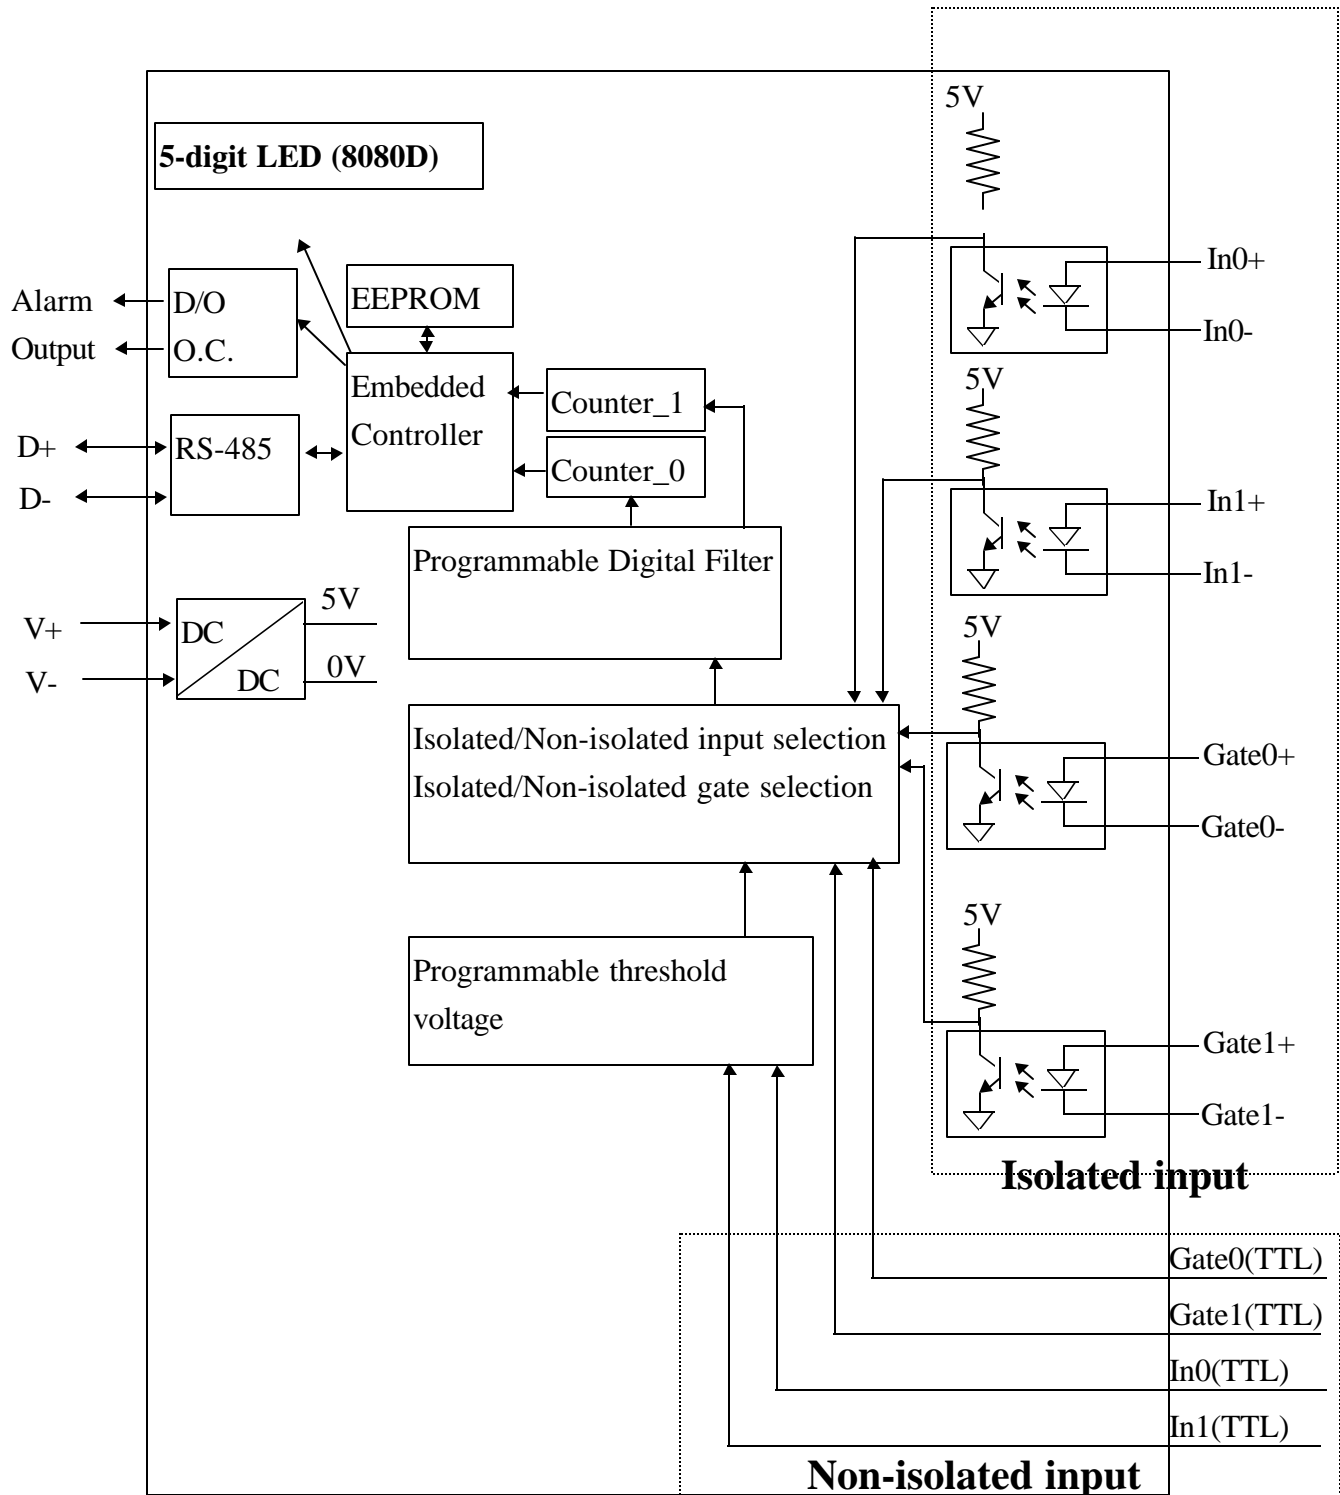 5V
5-digit LED (8080D)
In0+
In0-
EEPROM
Alarm
Output
D/O
O.C.
Embedded
Controller
Counter_1
Counter_0
5V
D+
D-
RS-485
In1+
In1-
Programmable Digital Filter
V+
V-
DC
DC
5V
0V
5V
Isolated/Non-isolated input selection
Isolated/Non-isolated gate selection
Gate0+
Gate0-
5V
Programmable threshold
voltage
Gate1+
Gate1-
Isolated input
Gate0(TTL)
Gate1(TTL)
In0(TTL)
In1(TTL)
Non-isolated input